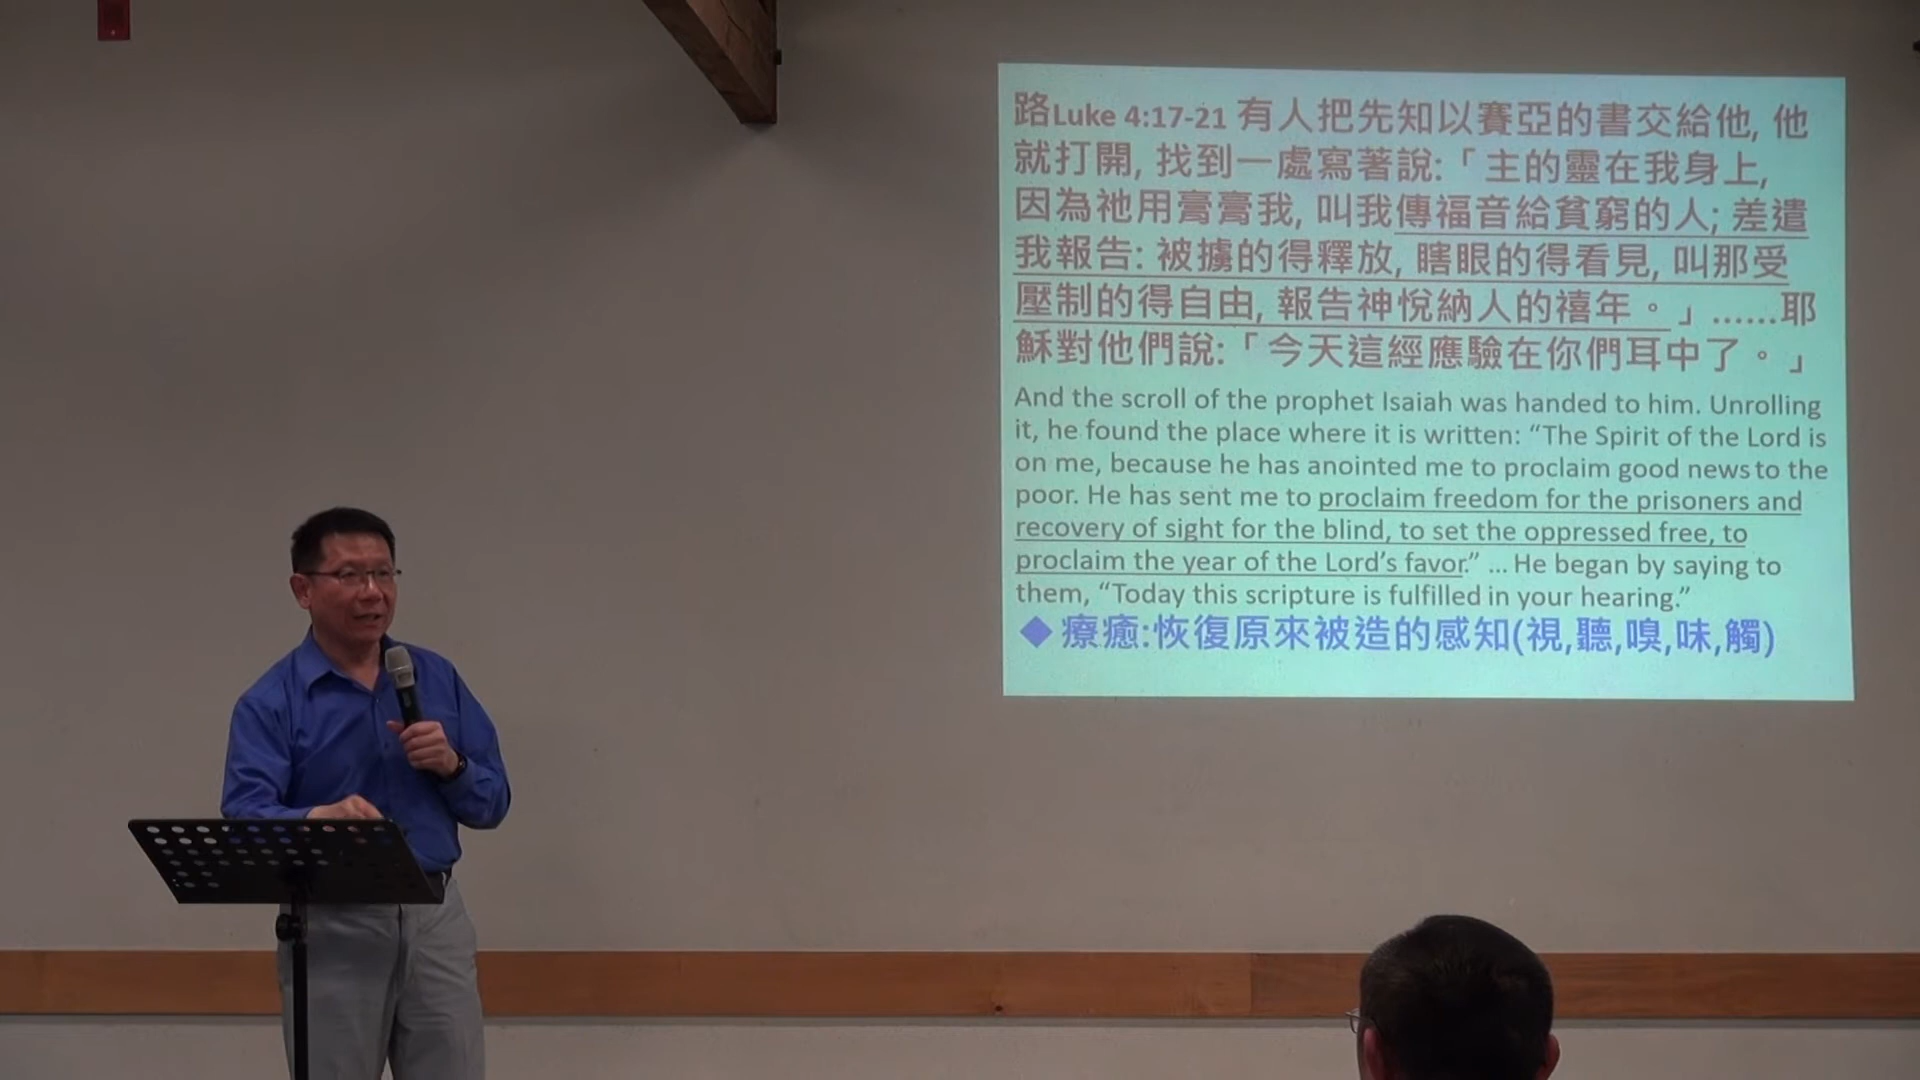 路Luke 4:17-21 有人把先知以賽亞的書交給他, 他
就打開, 找到一處寫著說:「主的靈在我身上,
因為祂用膏膏我, 叫我傳福音給貧窮的人; 差遣
我報告: 被擄的得釋放, 瞎眼的得看見, 叫那受
壓制的得自由, 報告神悅納人的禧年。」……耶
穌對他們說:「今天這經應驗在你們耳中了。」
And the scroll of the prophet Isaiah was handed to him. Unrolling
it, he found the place where it is written: “The Spirit of the Lord is
on me, because he has anointed me to proclaim good news to the
poor. He has sent me to proclaim freedom for the prisoners and
recovery of sight for the blind, to set the oppressed free, to
proclaim the year of the Lord’s favor.” … He began by saying to
them, “Today this scripture is fulfilled in your hearing.”
◆ 療癒:恢復原來被造的感知(視,聽,嗅,味,觸)